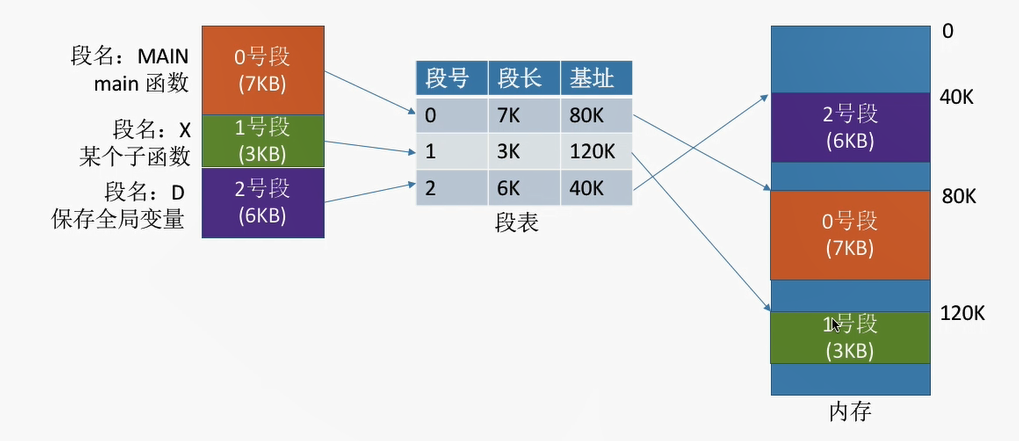 段名：MAIN
main 函数
0号段
(7KB)
段名：X
某个子函数
1号段
(3KB)
段名：D
保存全局变量
2号段
(6KB)
段号 段长 基址
0 7K 80K
1 3K 120K
2 6K 40K
段表
0
40K
2号段
(6KB)
80K
0号段
(7KB)
120K
1号段
(3KB)
内存